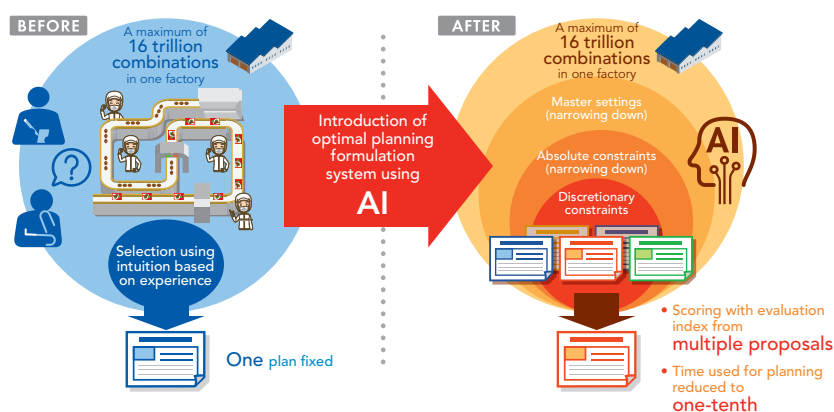 BEFORE
A maximum of
16 trillion
combinations
in one factory
?
Selection using
intuition based
on experience
One plan fixed
Introduction of
optimal planning
formulation
system using
AI
AFTER
A maximum of
16 trillion
combinations
in one factory
Master settings
(narrowing down)
Absolute constraints
(narrowing down)
Discretionary
constraints
AI
• Scoring with evaluation
index from
multiple proposals
• Time used for planning
reduced to
one-tenth